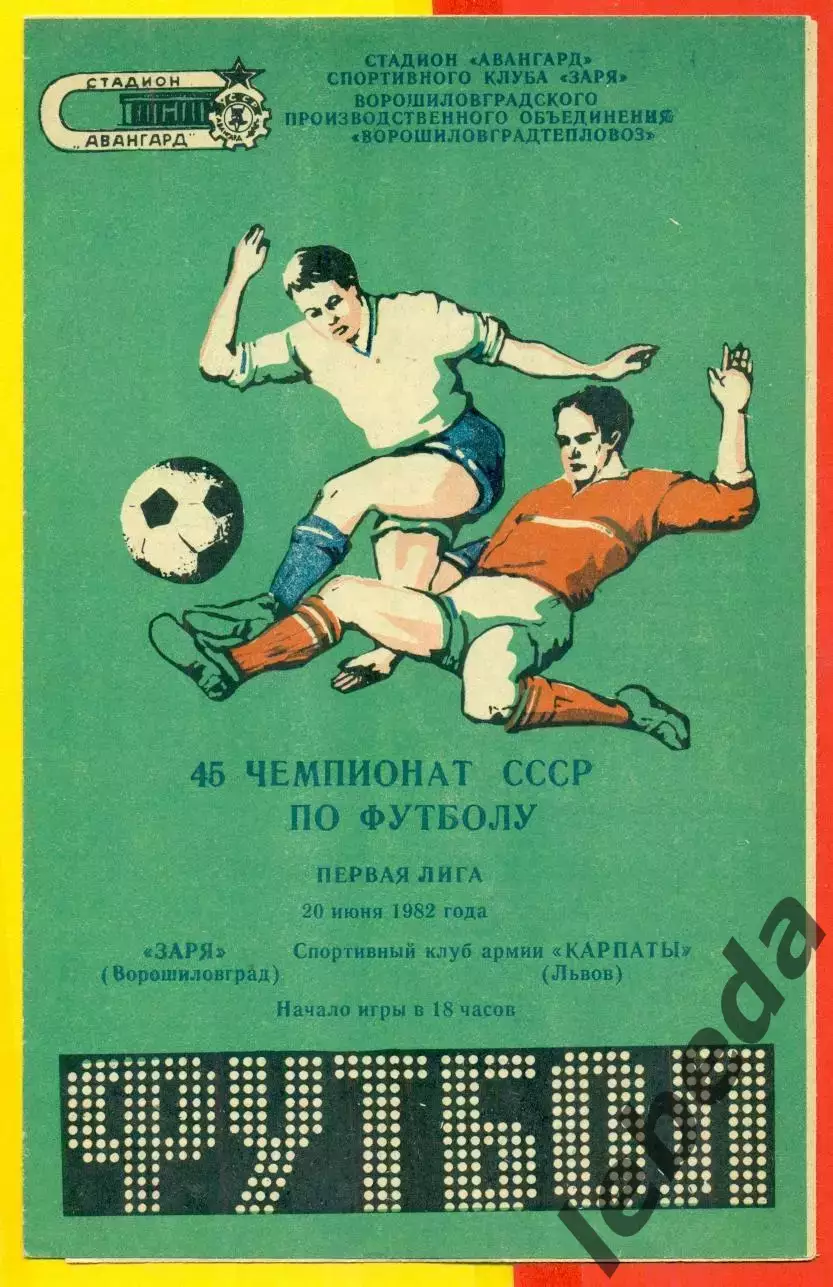 СТАДИОН
„АВАНГАРД"
СТАДИОН «АВАНГАРД»
СПОРТИВНОГО КЛУБА «ЗАРЯ»
ВОРОШИЛОВГРАДСКОГО
ПРОИЗВОДСТВЕННОГО ОБЪЕДИНЕНИЯ
«ВОРОШИЛОВГРАДТЕПЛОВОЗ»
45 ЧЕМПИОНАТ СССР
ПО ФУТБОЛУ
ПЕРВАЯ ЛИГА
20 июня 1982 года
«ЗАРЯ» Спортивный клуб армии «КАРПАТЫ»
(Ворошиловград) (Львов)
Начало игры в 18 часов
ФУТБОЛ
loheda